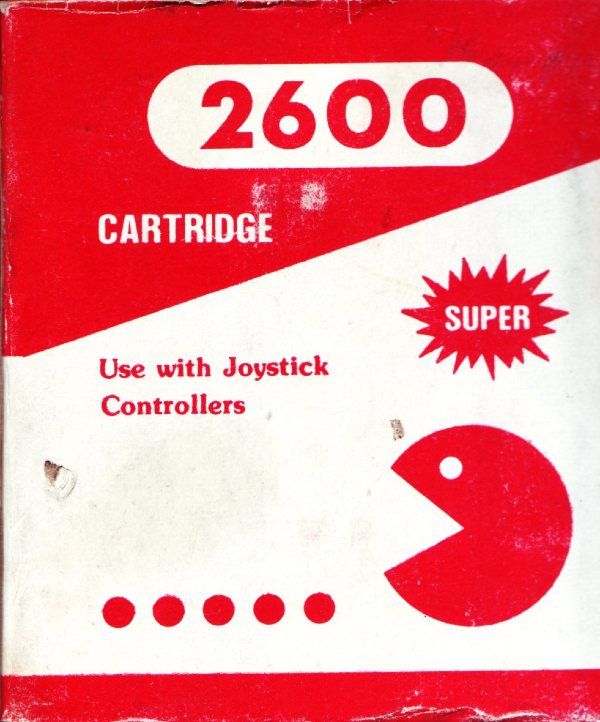 2600
CARTRIDGE
SUPER
Use with Joystick
Controllers